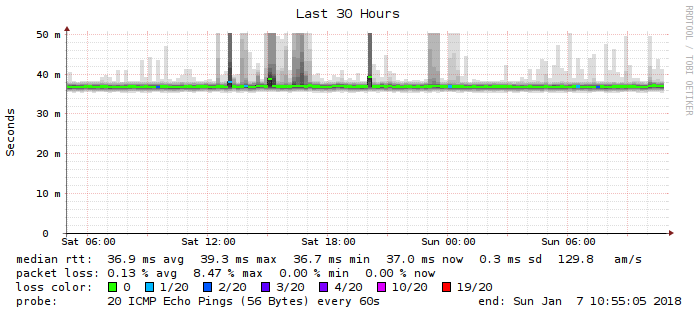 Last 30 Hours
RRDTOOL / TOBI OETIKER
Seconds
50 m
40 m
30 m
20 m
10 m
0
Sat 06:00 Sat 12:00 Sat 18:00 Sun 00:00 Sun 06:00
median rtt: 36.9 ms avg 39.3 ms max 36.7 ms min 37.0 ms now 0.3 ms sd 129.8 am/s
packet loss: 0.13 % avg 8.47 % max 0.00 % min 0.00 % now
loss color: 0 1/20 2/20 3/20 4/20 10/20 19/20
probe: 20 ICMP Echo Pings (56 Bytes) every 60s end: Sun Jan 7 10:55:05 2018